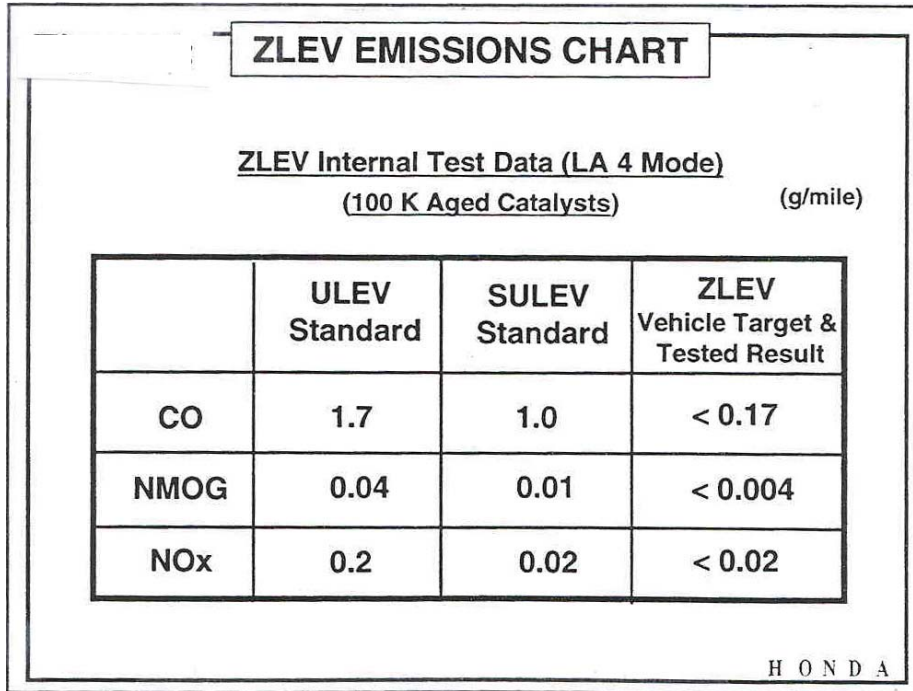 ZLEV EMISSIONS CHART
ZLEV Internal Test Data (LA 4 Mode)
(100 K Aged Catalysts)
(g/mile)
ULEV Standard SULEV Standard ZLEV Vehicle Target & Tested Result
CO 1.7 1.0 < 0.17
NMOG 0.04 0.01 < 0.004
NOx 0.2 0.02 < 0.02
HONDA